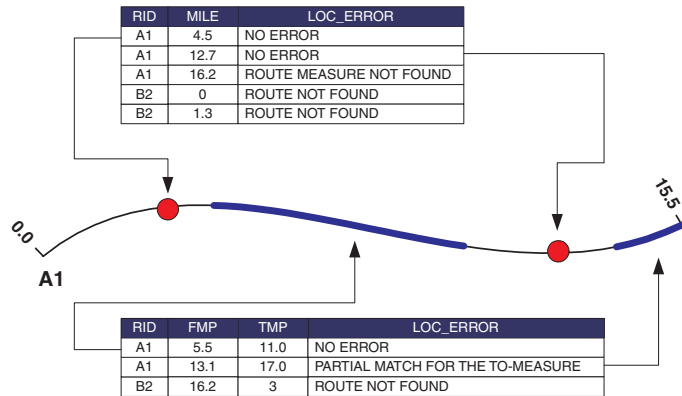 RID MILE LOC_ERROR
A1 4.5 NO ERROR
A1 12.7 NO ERROR
A1 16.2 ROUTE MEASURE NOT FOUND
B2 0 ROUTE NOT FOUND
B2 1.3 ROUTE NOT FOUND
0.0
15.5
A1
RID FMP TMP LOC_ERROR
A1 5.5 11.0 NO ERROR
A1 13.1 17.0 PARTIAL MATCH FOR THE TO-MEASURE
B2 16.2 3 ROUTE NOT FOUND